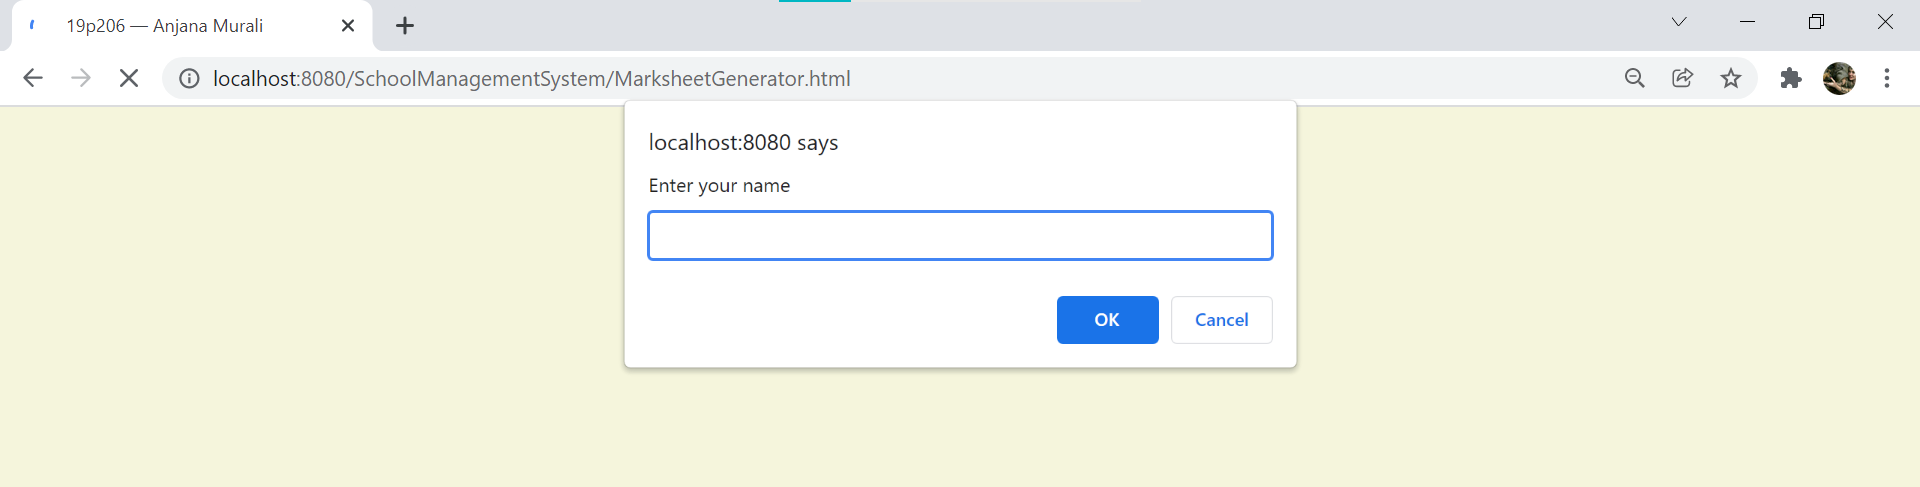 19p206 — Anjana Murali
localhost:8080/SchoolManagementSystem/MarksheetGenerator.html
localhost:8080 says
Enter your name
OK
Cancel